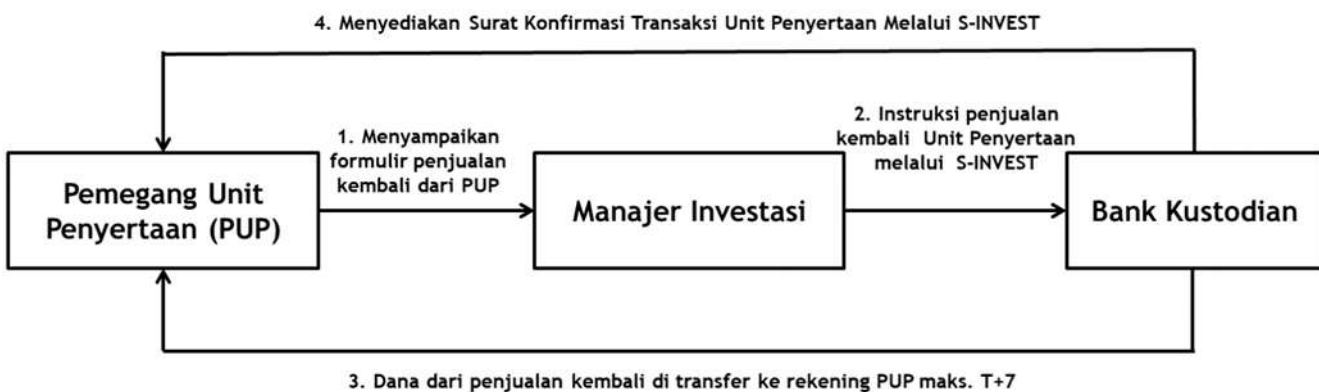 4. Menyediakan Surat Konfirmasi Transaksi Unit Penyertaan Melalui S-INVEST
1. Menyampaikan
formulir penjualan
kembali dari PUP
2. Instruksi penjualan
kembali Unit Penyertaan
melalui S-INVEST
Pemegang Unit
Penyertaan (PUP)
Manajer Investasi
Bank Kustodian
3. Dana dari penjualan kembali di transfer ke rekening PUP maks. T+7